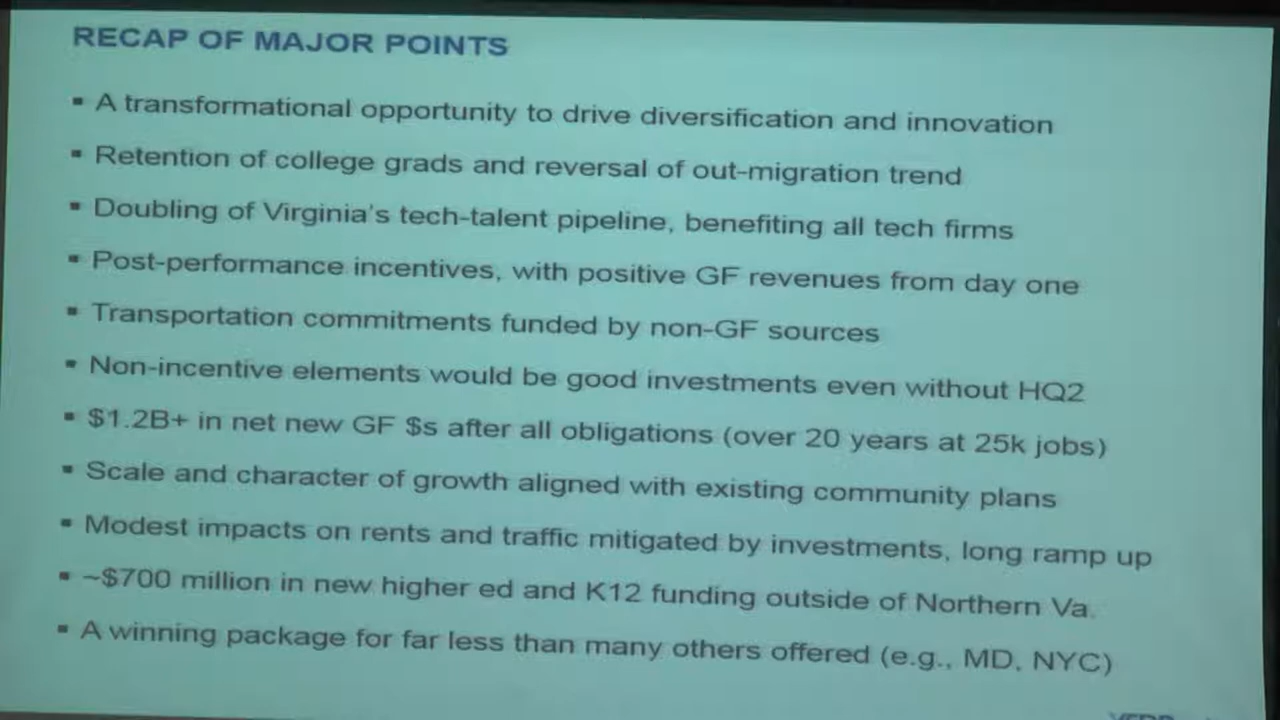 RECAP OF MAJOR POINTS
▪ A transformational opportunity to drive diversification and innovation
▪ Retention of college grads and reversal of out-migration trend
▪ Doubling of Virginia's tech-talent pipeline, benefiting all tech firms
▪ Post-performance incentives, with positive GF revenues from day one
▪ Transportation commitments funded by non-GF sources
▪ Non-incentive elements would be good investments even without HQ2
▪ $1.2B+ in net new GF $s after all obligations (over 20 years at 25k jobs)
▪ Scale and character of growth aligned with existing community plans
▪ Modest impacts on rents and traffic mitigated by investments, long ramp up
▪ ~$700 million in new higher ed and K12 funding outside of Northern Va.
▪ A winning package for far less than many others offered (e.g., MD, NYC)